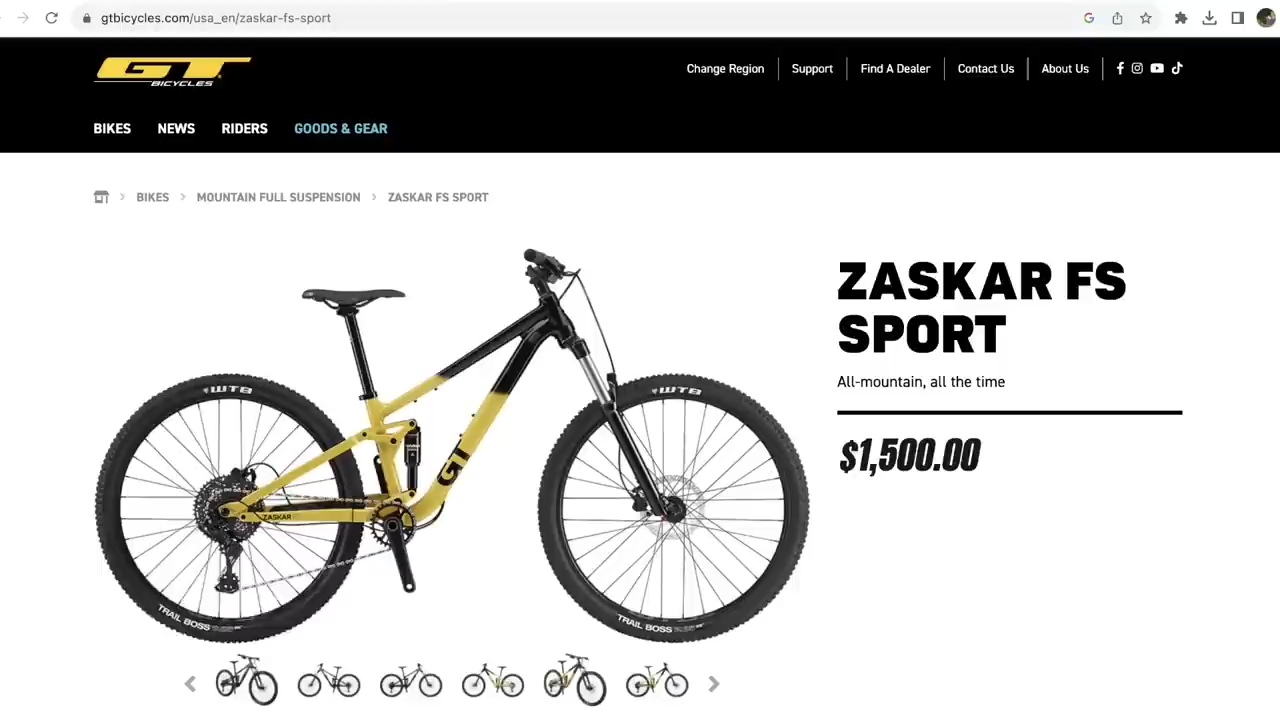 gtbicycles.com/usa_en/zaskar-fs-sport
GT
BICYCLES
Change Region
Support
Find A Dealer
Contact Us
About Us
BIKES
NEWS
RIDERS
GOODS & GEAR
BIKES
MOUNTAIN FULL SUSPENSION
ZASKAR FS SPORT
ZASKAR FS
SPORT
All-mountain, all the time
$1,500.00
WTB
WTB
GT
ZASKAR
TRAIL BOSS
TRAIL BOSS